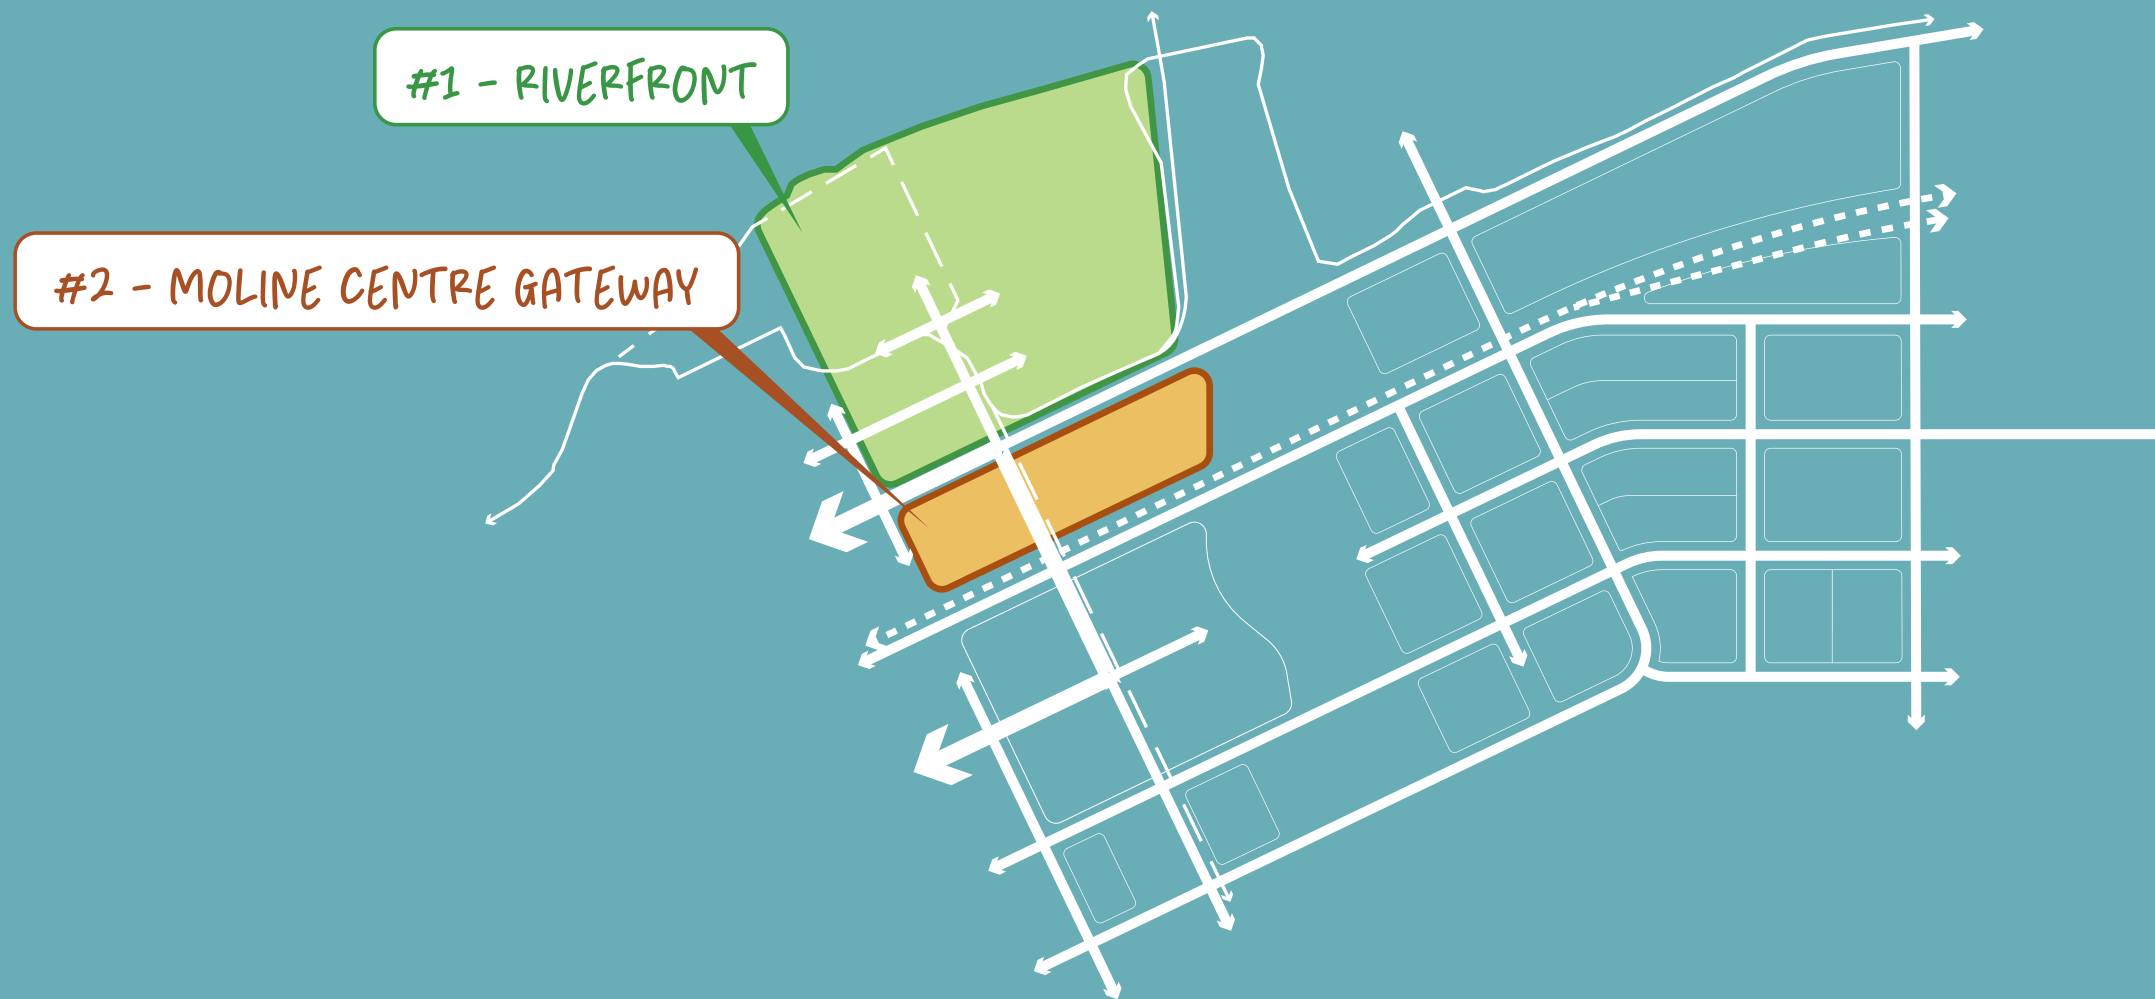 #1 - RIVERFRONT
#2 - MOLINE CENTRE GATEWAY